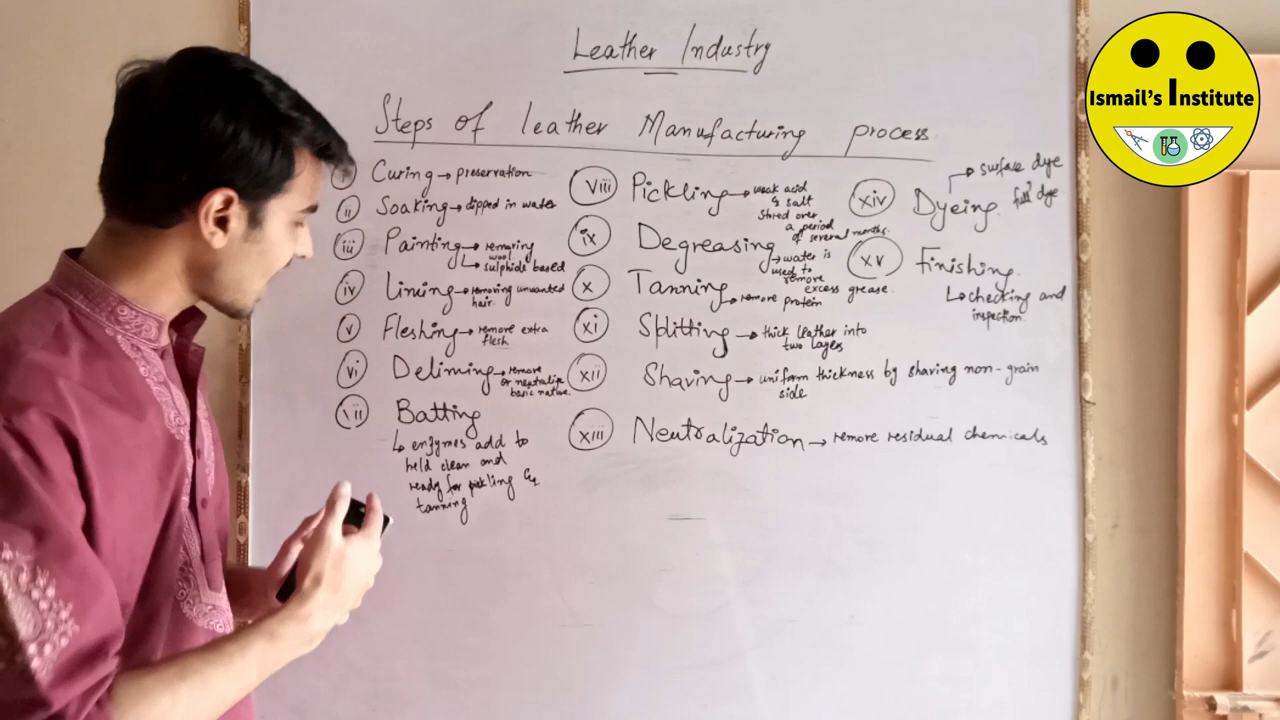 Leather Industry
Steps of leather Manufacturing process
Curing → preservation
ii Soaking → dipped in water
iii Painting → removing
wool
↳ sulphide based
iv Liming → removing unwanted
hair.
v Fleshing → remove extra
flesh
vi Deliming → remove
or neutralize
basic native.
vii Batting
↳ enzymes add to
held clean and
ready for pickling &
tanning
viii Pickling → weak acid
& salt
Stored over
a period
of several months.
ix Degreasing
→ water is
used to
remove
excess grease.
x Tanning
→ remove protein
xi Splitting → thick leather into
two layers
xii Shaving → uniform thickness by shaving non-grain
side
xiii Neutralization → remove residual chemicals
xiv Dyeing → surface dye
full dye
xv Finishing
↳ checking and
inspection.
Ismail's Institute